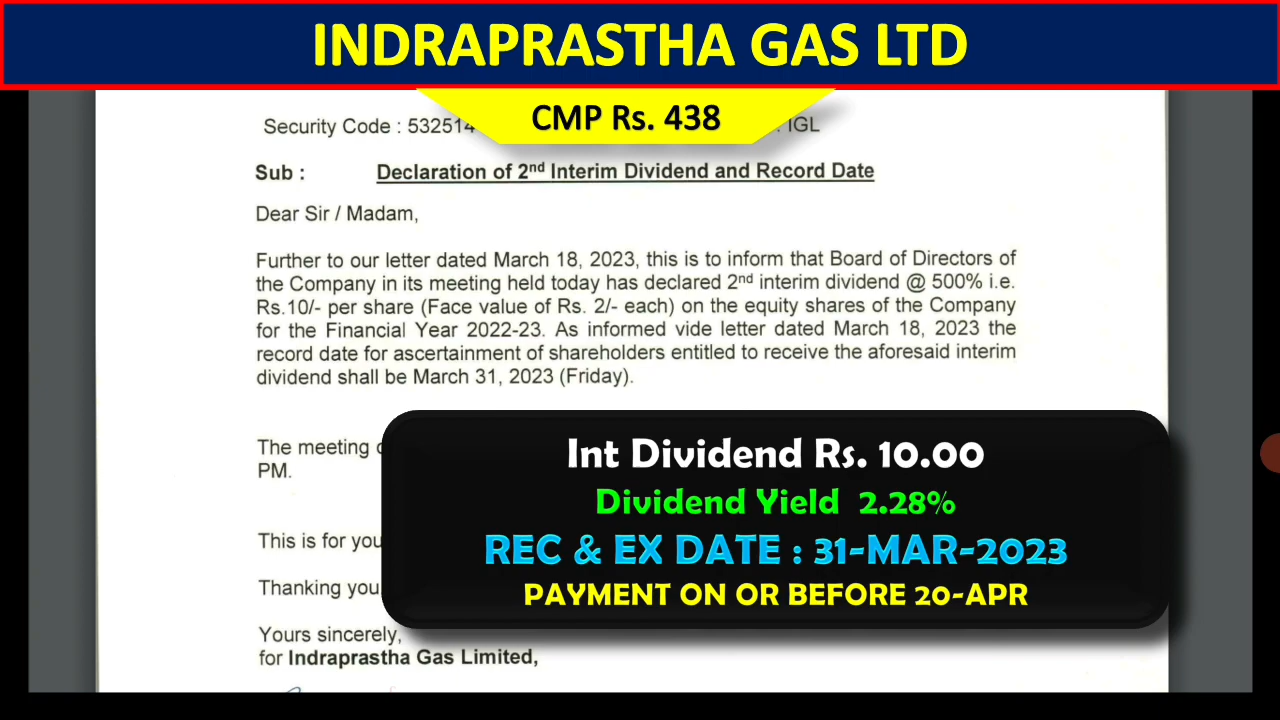 INDRAPRASTHA GAS LTD
CMP Rs. 438
Security Code : 532514 IGL
Sub : Declaration of 2nd Interim Dividend and Record Date
Dear Sir / Madam,
Further to our letter dated March 18, 2023, this is to inform that Board of Directors of
the Company in its meeting held today has declared 2nd interim dividend @ 500% i.e.
Rs.10/- per share (Face value of Rs. 2/- each) on the equity shares of the Company
for the Financial Year 2022-23. As informed vide letter dated March 18, 2023 the
record date for ascertainment of shareholders entitled to receive the aforesaid interim
dividend shall be March 31, 2023 (Friday).
The meeting
PM.
This is for
Thanking you
Int Dividend Rs. 10.00
Dividend Yield 2.28%
REC & EX DATE : 31-MAR-2023
PAYMENT ON OR BEFORE 20-APR
Yours sincerely,
for Indraprastha Gas Limited,